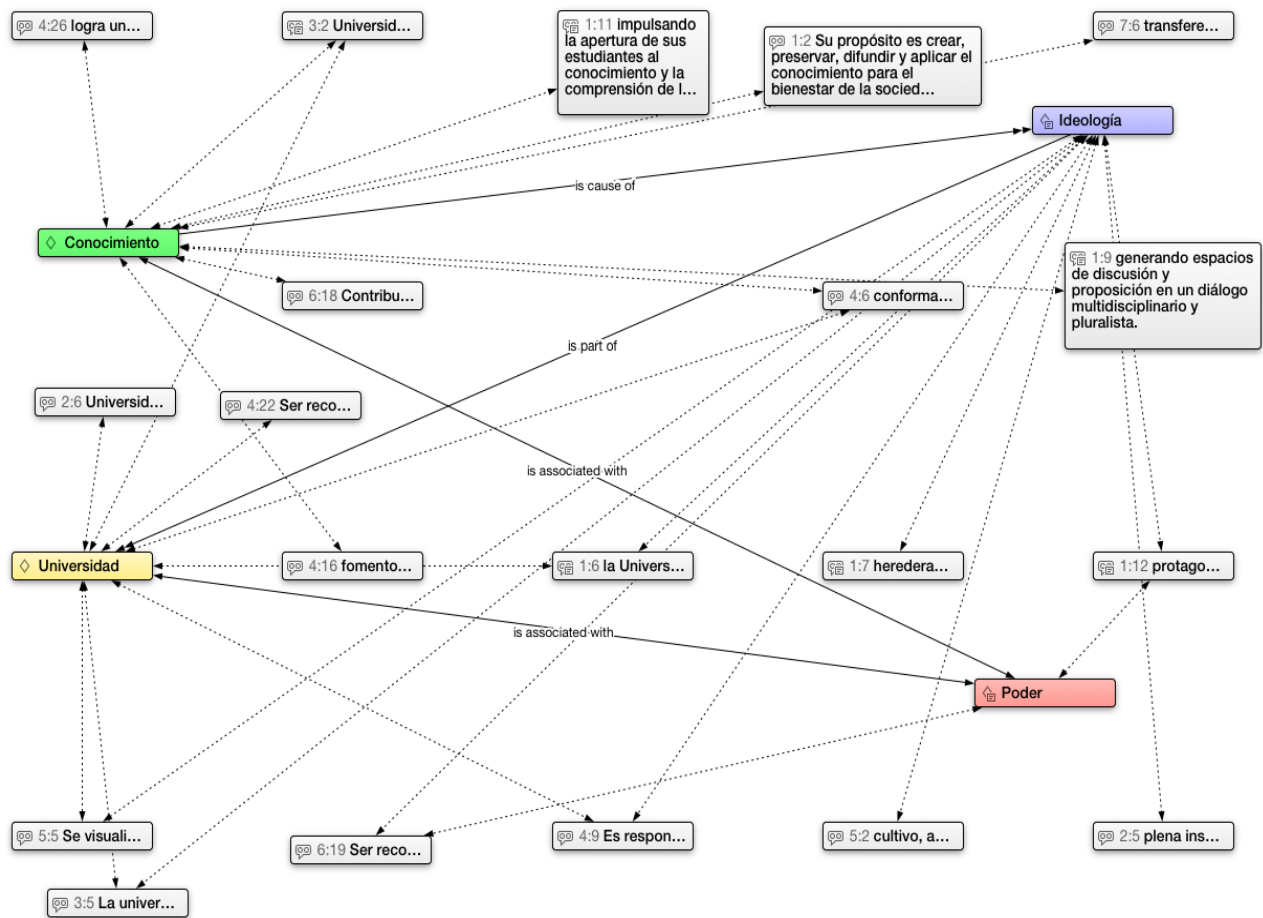 4:26 logra un...
3:2 Universid...
1:11 impulsando
la apertura de sus
estudiantes al
conocimiento y la
comprensión de l...
1:2 Su propósito es crear,
preservar, difundir y aplicar el
conocimiento para el
bienestar de la socied...
7:6 transfere...
Ideología
is cause of
Conocimiento
1:9 generando espacios
de discusión y
proposición en un diálogo
multidisciplinario y
pluralista.
6:18 Contribu...
4:6 conforma...
is part of
2:6 Universid...
4:22 Ser reco...
is associated with
Universidad
4:16 fomento...
1:6 la Univers...
1:7 heredera...
1:12 protago...
is associated with
Poder
5:5 Se visuali...
6:19 Ser reco...
4:9 Es respon...
5:2 cultivo, a...
2:5 plena ins...
3:5 La univer...